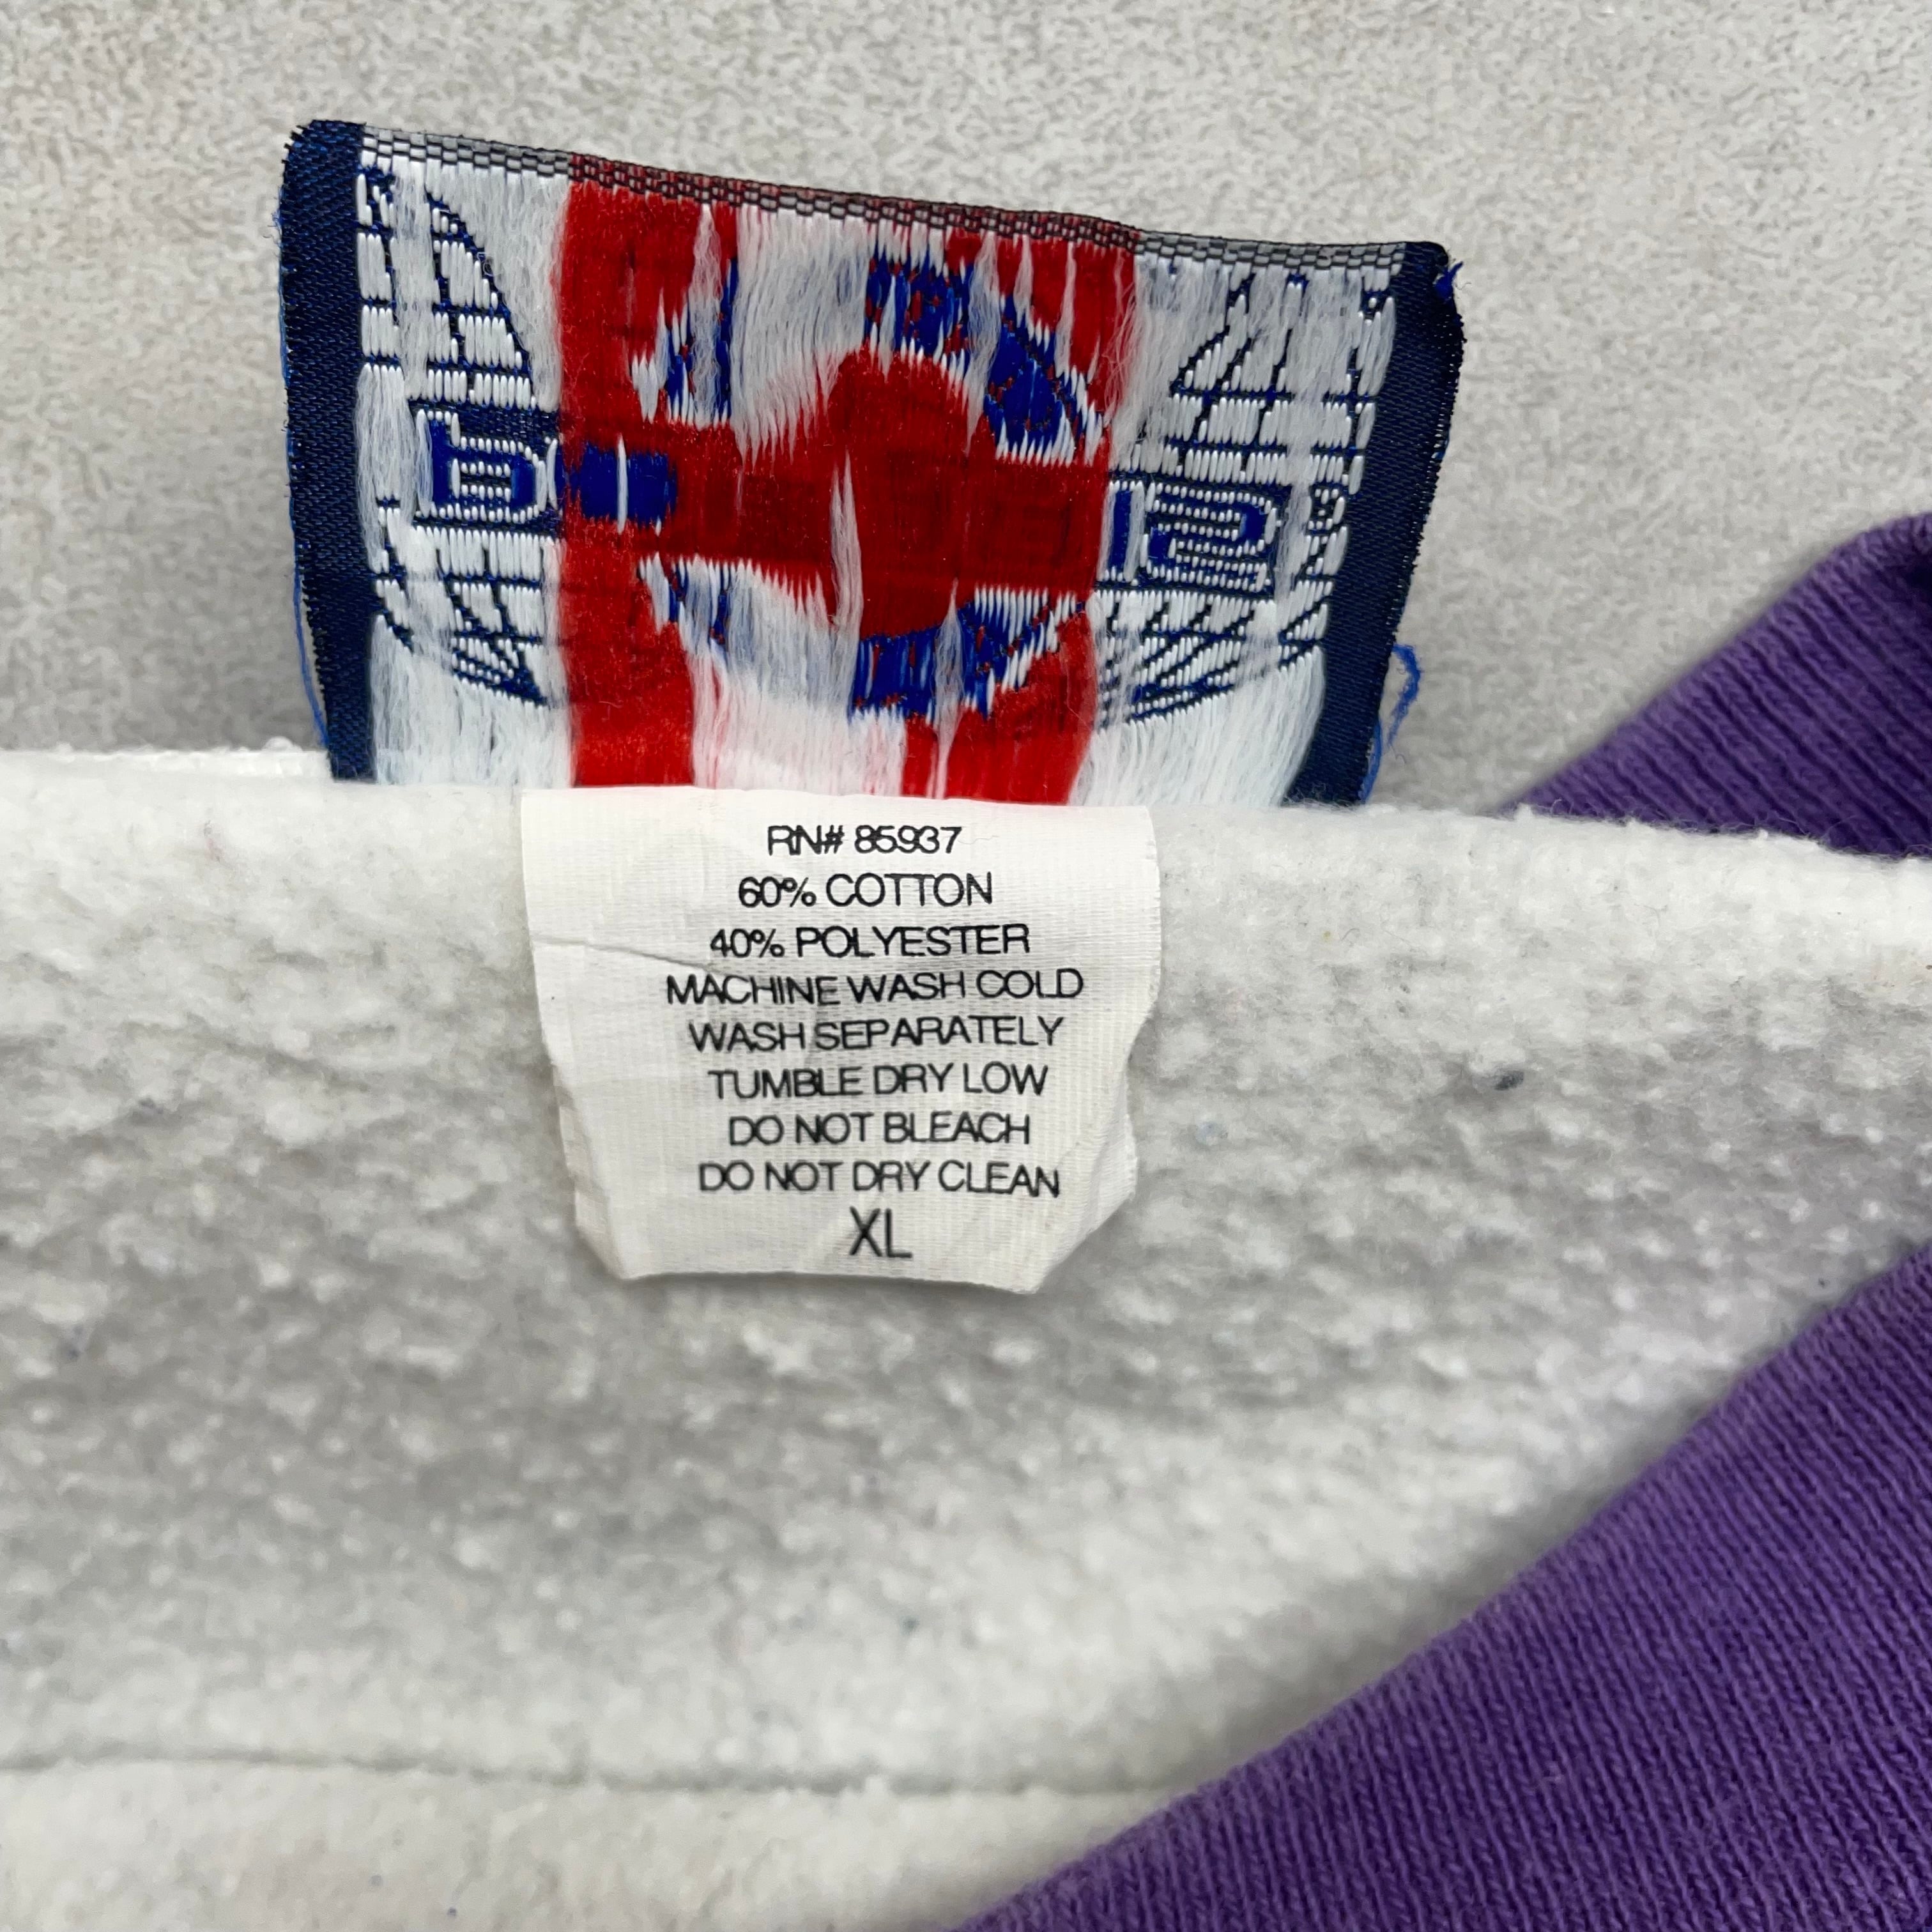 RN# 85937
60% COTTON
40% POLYESTER
MACHINE WASH COLD
WASH SEPARATELY
TUMBLE DRY LOW
DO NOT BLEACH
DO NOT DRY CLEAN
XL